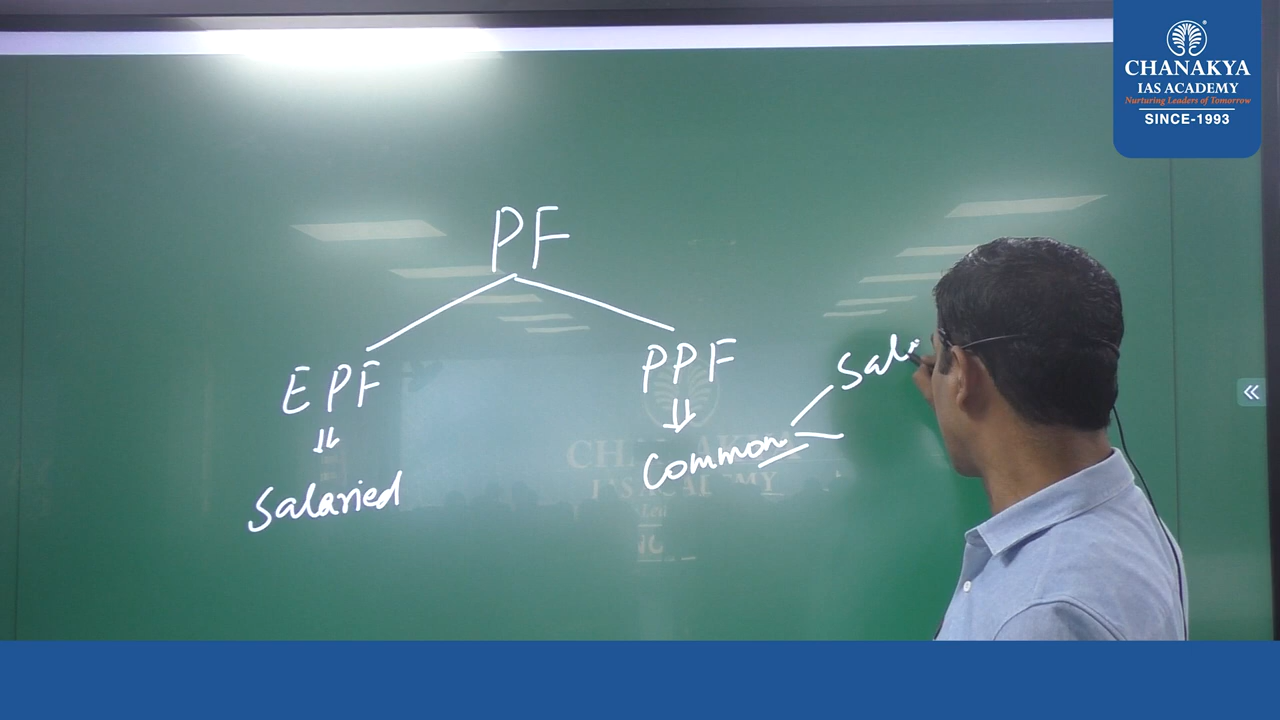 CHANAKYA
IAS ACADEMY
Nurturing Leaders of Tomorrow
SINCE-1993
PF
EPF
PPF
Salaried
Common